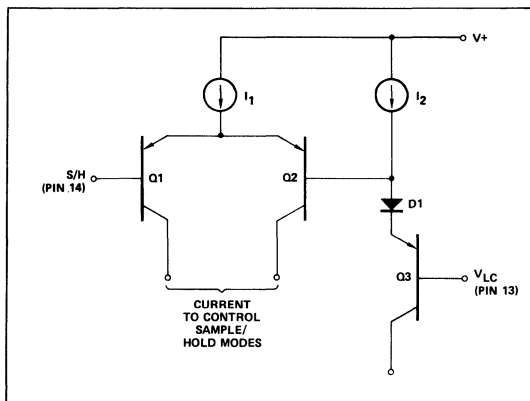 V+
I1
I2
S/H
(PIN 14)
Q1
Q2
D1
Q3
VLC
(PIN 13)
CURRENT
TO CONTROL
SAMPLE/
HOLD MODES